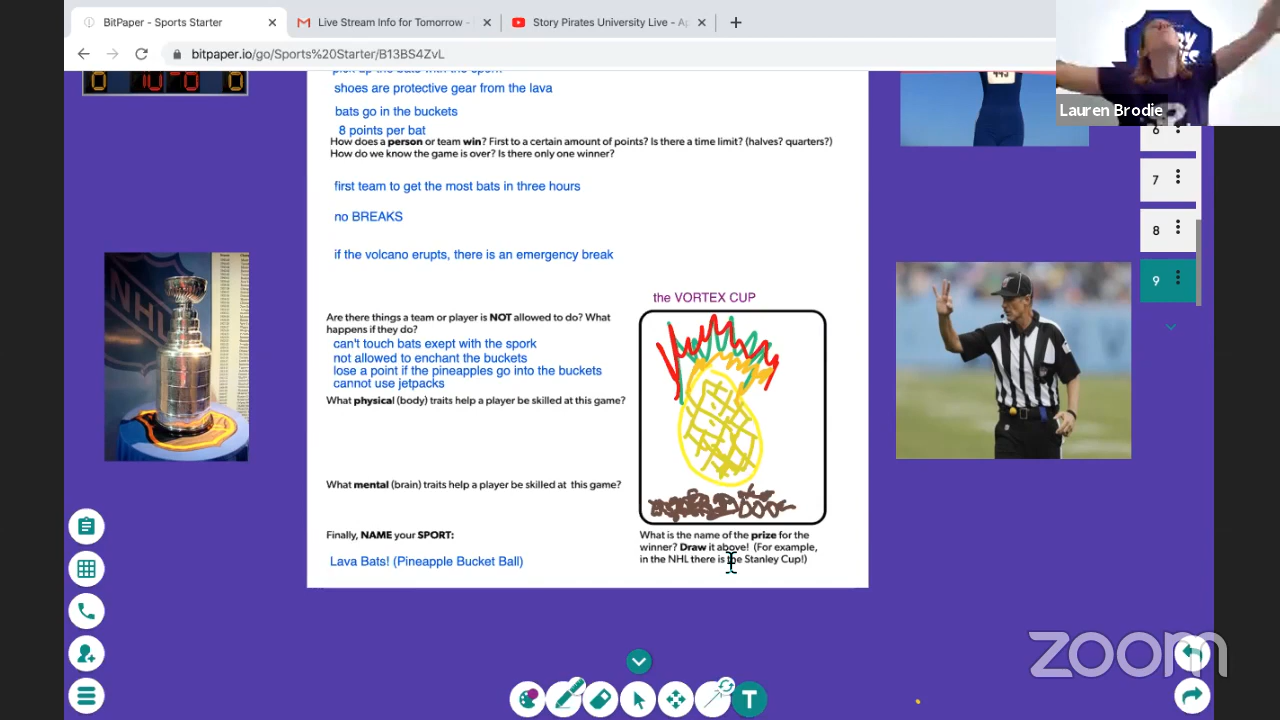 BitPaper - Sports Starter
Live Stream Info for Tomorrow -
Story Pirates University Live - A
bitpaper.io/go/Sports%20Starter/B13BS4ZvL
Lauren Brodie
pick up the bats with the spork
shoes are protective gear from the lava
bats go in the buckets
8 points per bat
How does a person or team win? First to a certain amount of points? Is there a time limit? (halves? quarters?)
How do we know the game is over? Is there only one winner?
first team to get the most bats in three hours
no BREAKS
if the volcano erupts, there is an emergency break
the VORTEX CUP
Are there things a team or player is NOT allowed to do? What
happens if they do?
can't touch bats exept with the spork
not allowed to enchant the buckets
lose a point if the pineapples go into the buckets
cannot use jetpacks
What physical (body) traits help a player be skilled at this game?
What mental (brain) traits help a player be skilled at this game?
Finally, NAME your SPORT:
Lava Bats! (Pineapple Bucket Ball)
What is the name of the prize for the
winner? Draw it above! (For example,
in the NHL there is the Stanley Cup!)
6
7
8
9
T
zoom